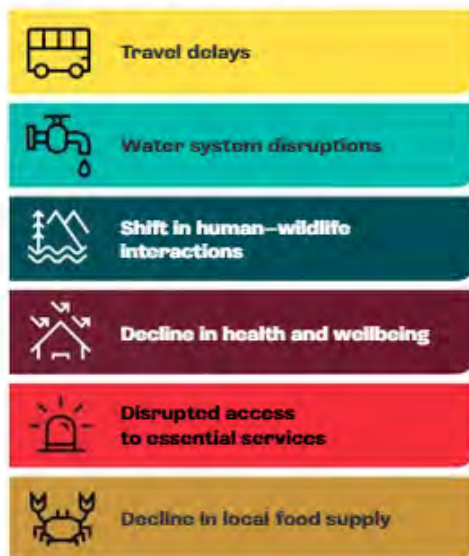 Travel delays
Water system disruptions
Shift in human–wildlife
interactions
Decline in health and wellbeing
Disrupted access
to essential services
Decline in local food supply